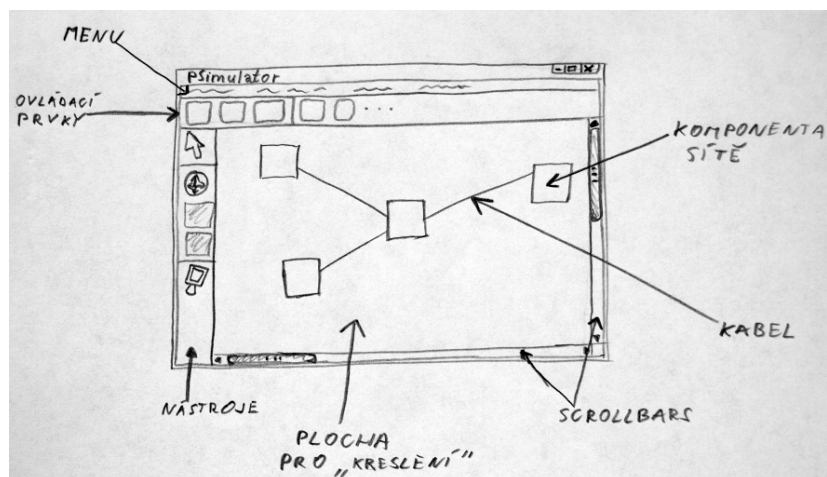 MENU
PSimulator
OVLÁDACÍ
PRVKY
KOMPONENTA
SÍTĚ
KABEL
NÁSTROJE
SCROLLBARS
PLOCHA
PRO „KRESLENÍ"